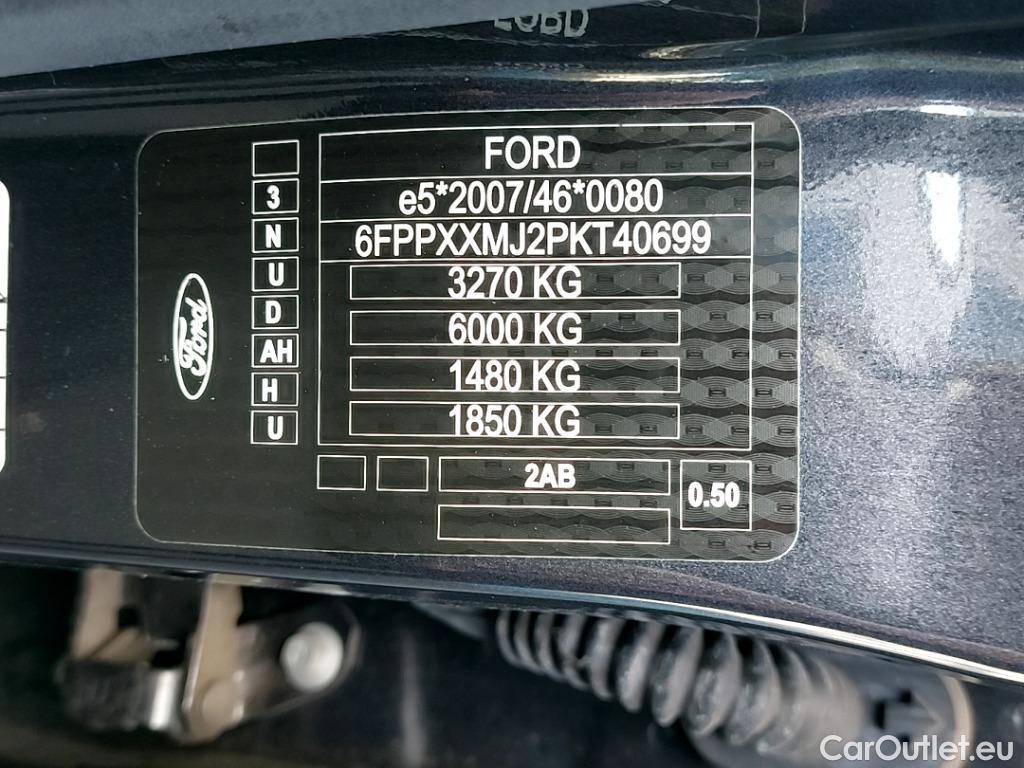 FORD
e5*2007/46*0080
6FPPXXMJ2PKT40699
3270 KG
6000 KG
1480 KG
1850 KG
2AB
0.50
3
N
U
D
AH
H
U
Ford
CarOutlet.eu